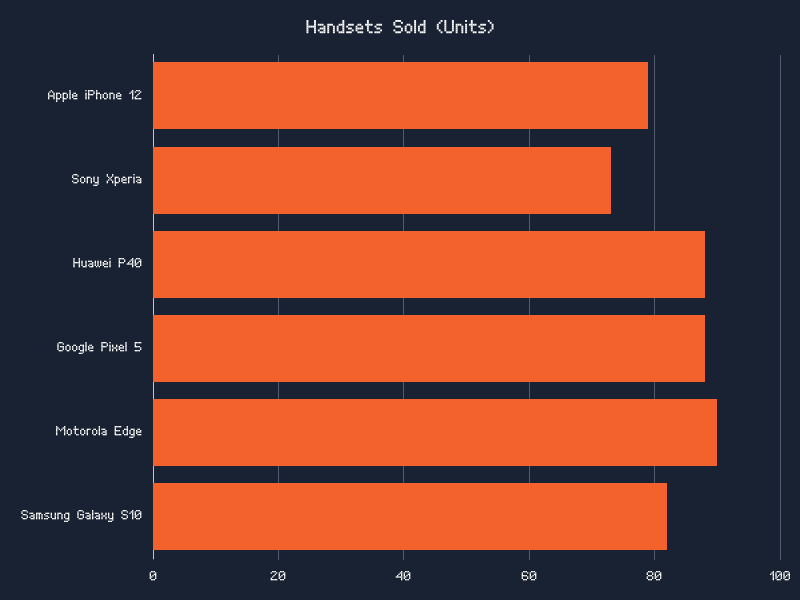 Handsets Sold (Units)
Apple iPhone 12
Sony Xperia
Huawei P40
Google Pixel 5
Motorola Edge
Samsung Galaxy S10
0 20 40 60 80 100